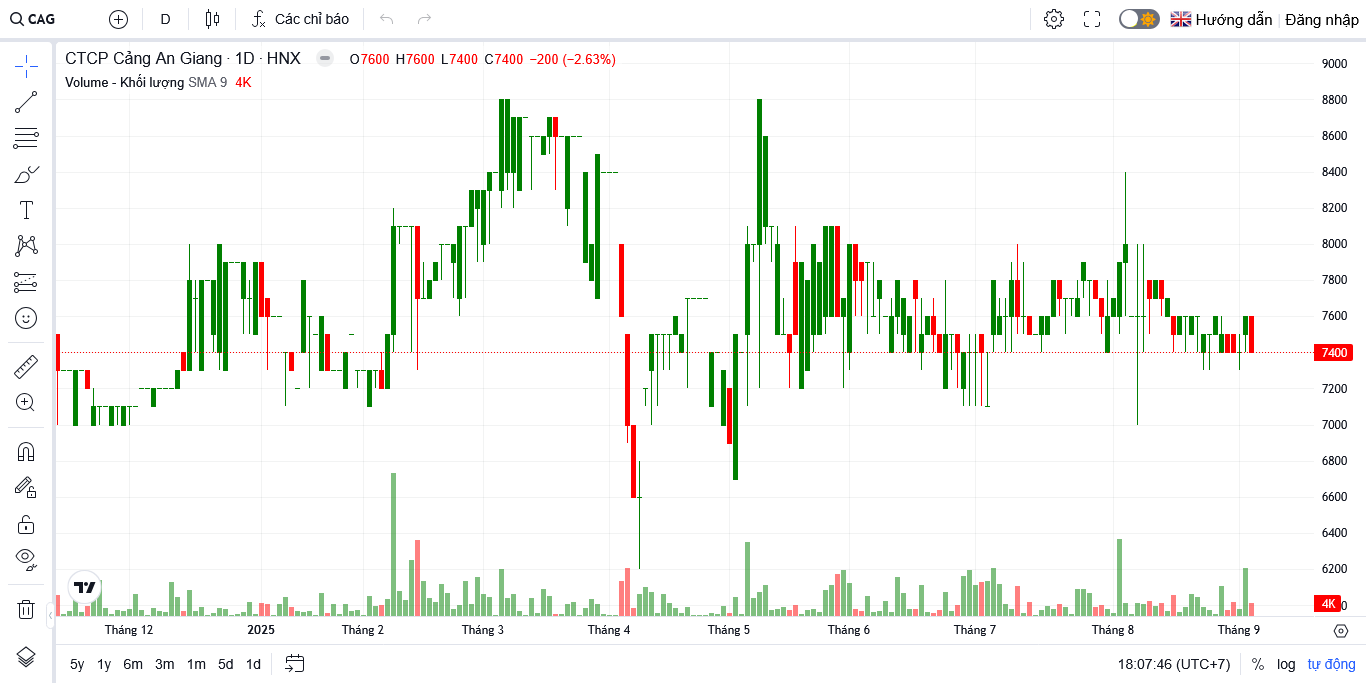 CAG D Các chỉ báo Hướng dẫn Đăng nhập
CTCP Cảng An Giang · 1D · HNX O7600 H7600 L7400 C7400 −200 (−2.63%)
Volume - Khối lượng SMA 9 4K
9000
8800
8600
8400
8200
8000
7800
7600
7400
7200
7000
6800
6600
6400
6200
4K
Tháng 12 2025 Tháng 2 Tháng 3 Tháng 4 Tháng 5 Tháng 6 Tháng 7 Tháng 8 Tháng 9
5y 1y 6m 3m 1m 5d 1d 18:07:46 (UTC+7) % log tự động